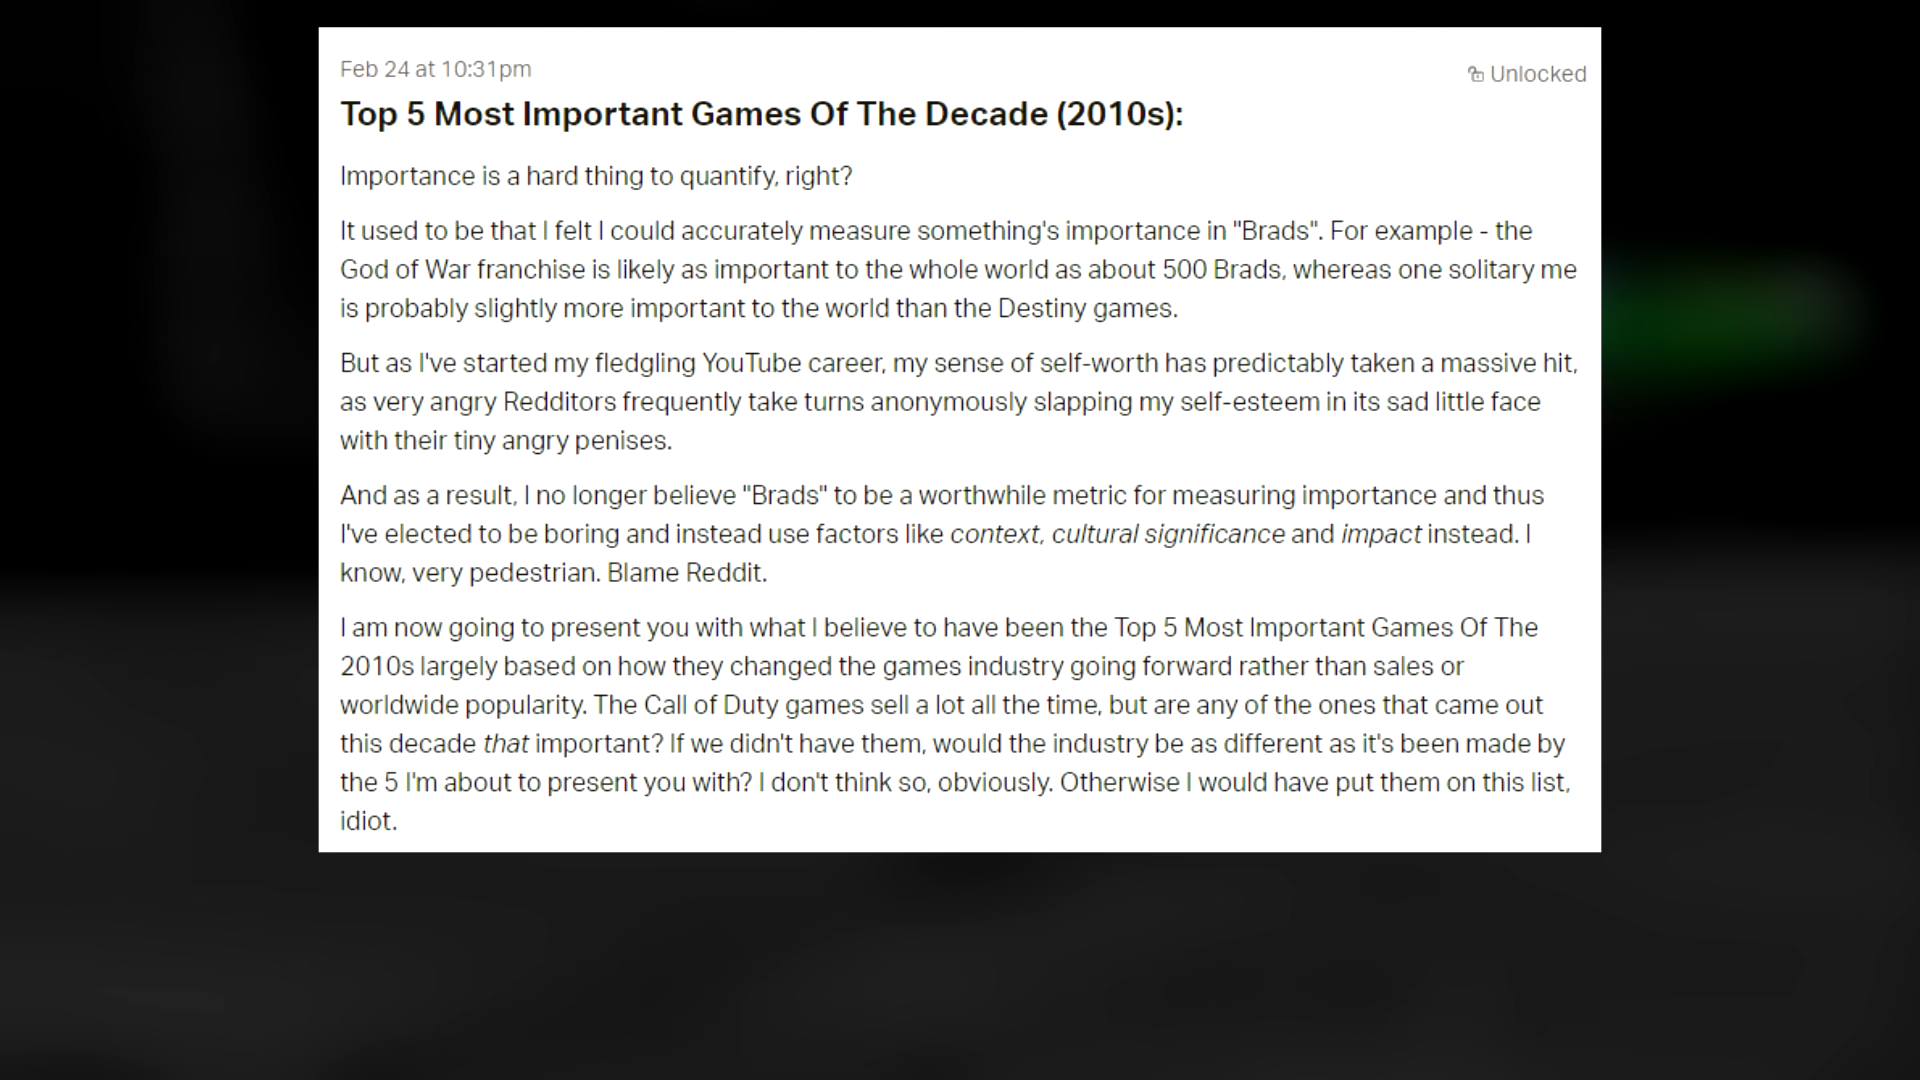 Feb 24 at 10:31pm
Unlocked
Top 5 Most Important Games Of The Decade (2010s):
Importance is a hard thing to quantify, right?
It used to be that I felt I could accurately measure something's importance in "Brads". For example - the
God of War franchise is likely as important to the whole world as about 500 Brads, whereas one solitary me
is probably slightly more important to the world than the Destiny games.
But as I've started my fledgling YouTube career, my sense of self-worth has predictably taken a massive hit,
as very angry Redditors frequently take turns anonymously slapping my self-esteem in its sad little face
with their tiny angry penises.
And as a result, I no longer believe "Brads" to be a worthwhile metric for measuring importance and thus
I've elected to be boring and instead use factors like context, cultural significance and impact instead. I
know, very pedestrian. Blame Reddit.
I am now going to present you with what I believe to have been the Top 5 Most Important Games Of The
2010s largely based on how they changed the games industry going forward rather than sales or
worldwide popularity. The Call of Duty games sell a lot all the time, but are any of the ones that came out
this decade that important? If we didn't have them, would the industry be as different as it's been made by
the 5 I'm about to present you with? I don't think so, obviously. Otherwise I would have put them on this list,
idiot.